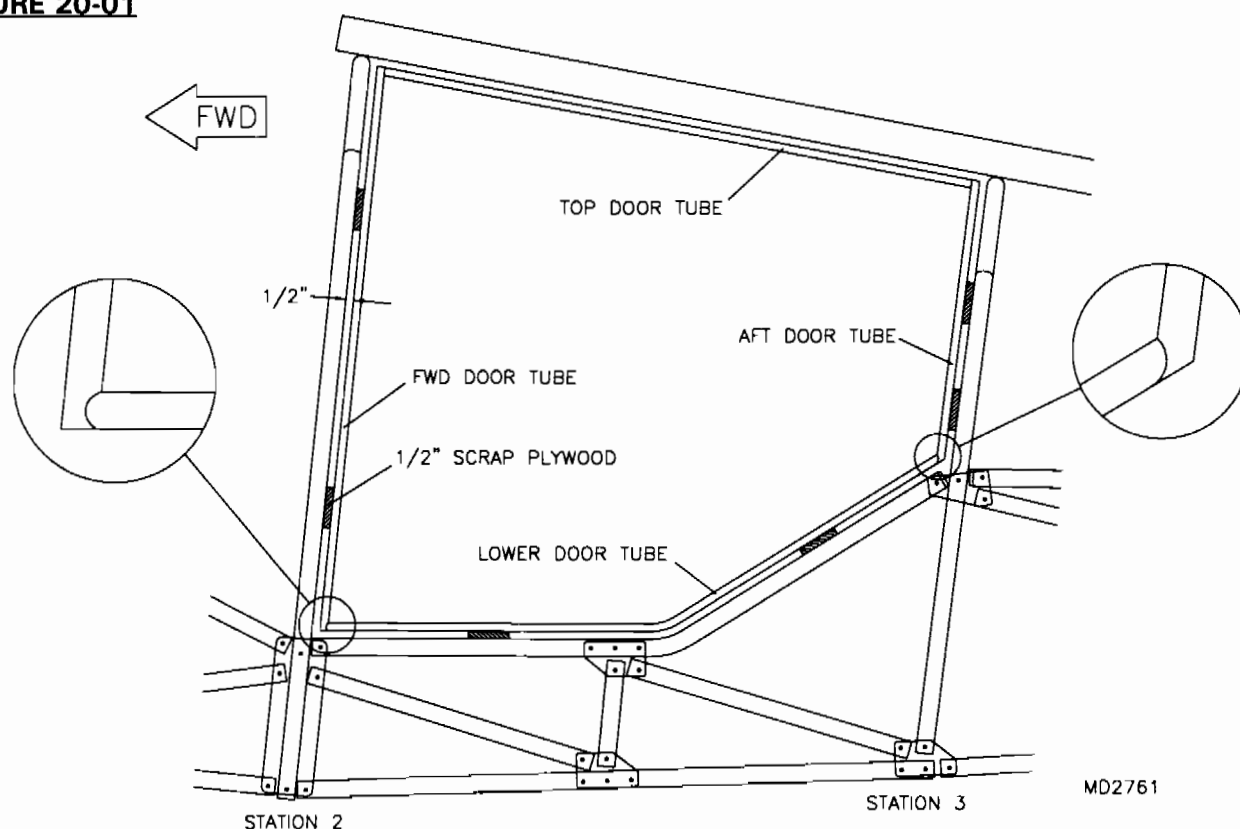 URE 20-01
FWD
TOP DOOR TUBE
1/2"
AFT DOOR TUBE
FWD DOOR TUBE
1/2" SCRAP PLYWOOD
LOWER DOOR TUBE
MD2761
STATION 3
STATION 2